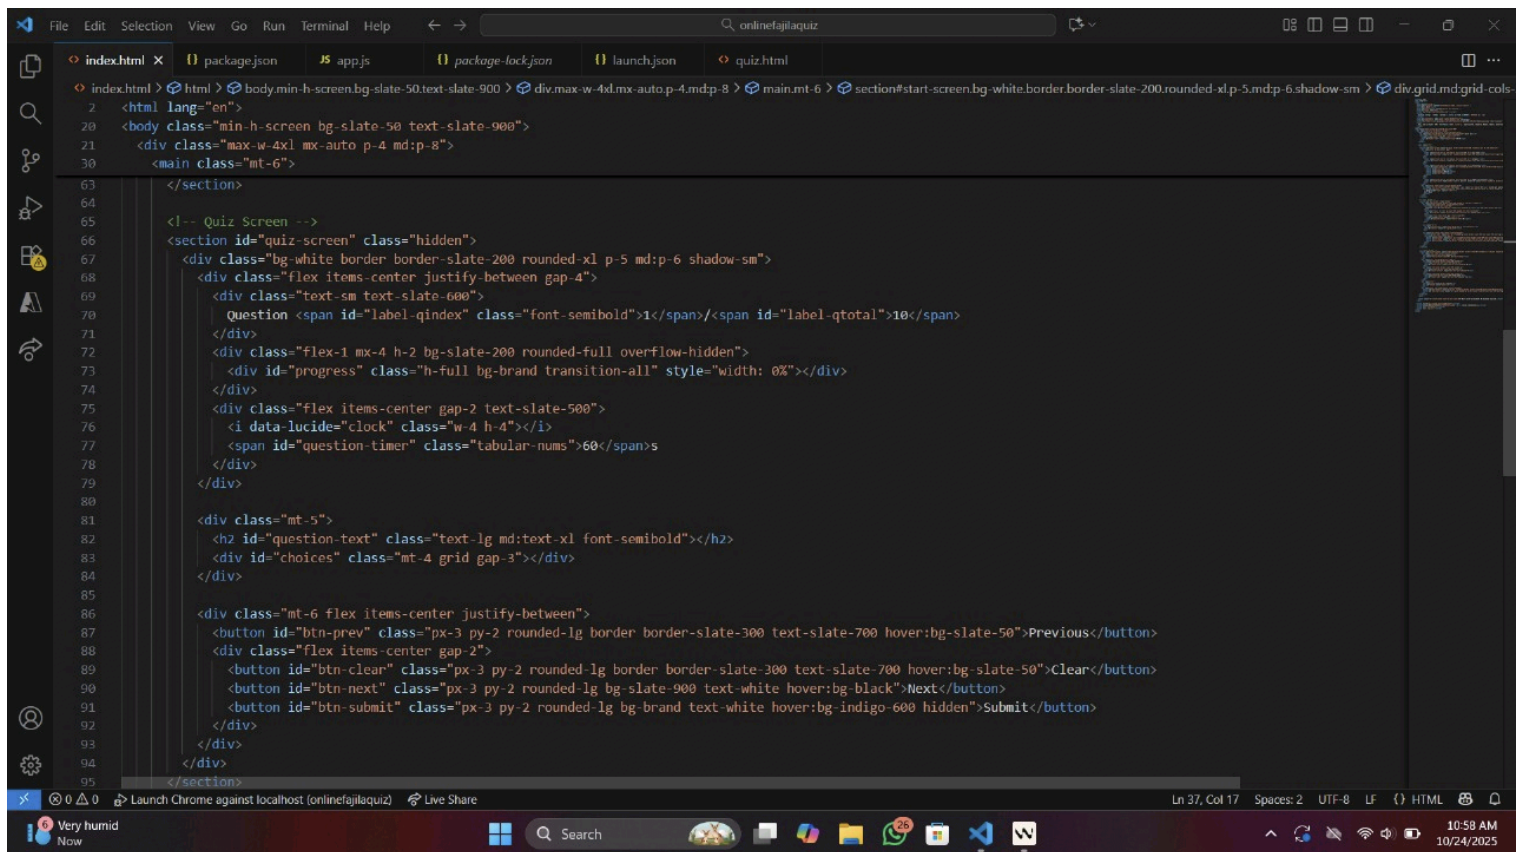 File Edit Selection View Go Run Terminal Help
onlinefajilaquiz
index.html
package.json
JS app.js
package-lock.json
launch.json
quiz.html
index.html > html > body.min-h-screen.bg-slate-50.text-slate-900 > div.max-w-4xl.mx-auto.p-4.md:p-8 > main.mt-6 > section#start-screen.bg-white.border.border-slate-200.rounded-xl.p-5.md:p-6.shadow-sm > div.grid.md:grid-cols-
2 <html lang="en">
20 <body class="min-h-screen bg-slate-50 text-slate-900">
21 <div class="max-w-4xl mx-auto p-4 md:p-8">
30 <main class="mt-6">
63 </section>
64
65 <!-- Quiz Screen -->
66 <section id="quiz-screen" class="hidden">
67 <div class="bg-white border border-slate-200 rounded-xl p-5 md:p-6 shadow-sm">
68 <div class="flex items-center justify-between gap-4">
69 <div class="text-sm text-slate-600">
70 Question <span id="label-qindex" class="font-semibold">1</span>/<span id="label-qtotal">10</span>
71 </div>
72 <div class="flex-1 mx-4 h-2 bg-slate-200 rounded-full overflow-hidden">
73 <div id="progress" class="h-full bg-brand transition-all" style="width: 0%"></div>
74 </div>
75 <div class="flex items-center gap-2 text-slate-500">
76 <i data-lucide="clock" class="w-4 h-4"></i>
77 <span id="question-timer" class="tabular-nums">60</span>s
78 </div>
79 </div>
80
81 <div class="mt-5">
82 <h2 id="question-text" class="text-lg md:text-xl font-semibold"></h2>
83 <div id="choices" class="mt-4 grid gap-3"></div>
84 </div>
85
86 <div class="mt-6 flex items-center justify-between">
87 <button id="btn-prev" class="px-3 py-2 rounded-lg border border-slate-300 text-slate-700 hover:bg-slate-50">Previous</button>
88 <div class="flex items-center gap-2">
89 <button id="btn-clear" class="px-3 py-2 rounded-lg border border-slate-300 text-slate-700 hover:bg-slate-50">Clear</button>
90 <button id="btn-next" class="px-3 py-2 rounded-lg bg-slate-900 text-white hover:bg-black">Next</button>
91 <button id="btn-submit" class="px-3 py-2 rounded-lg bg-brand text-white hover:bg-indigo-600 hidden">Submit</button>
92 </div>
93 </div>
94 </div>
95 </section>
0 0 Launch Chrome against localhost (onlinefajilaquiz) Live Share Ln 37, Col 17 Spaces: 2 UTF-8 LF {} HTML
6 Very humid
Now
Search
26
10:58 AM
10/24/2025